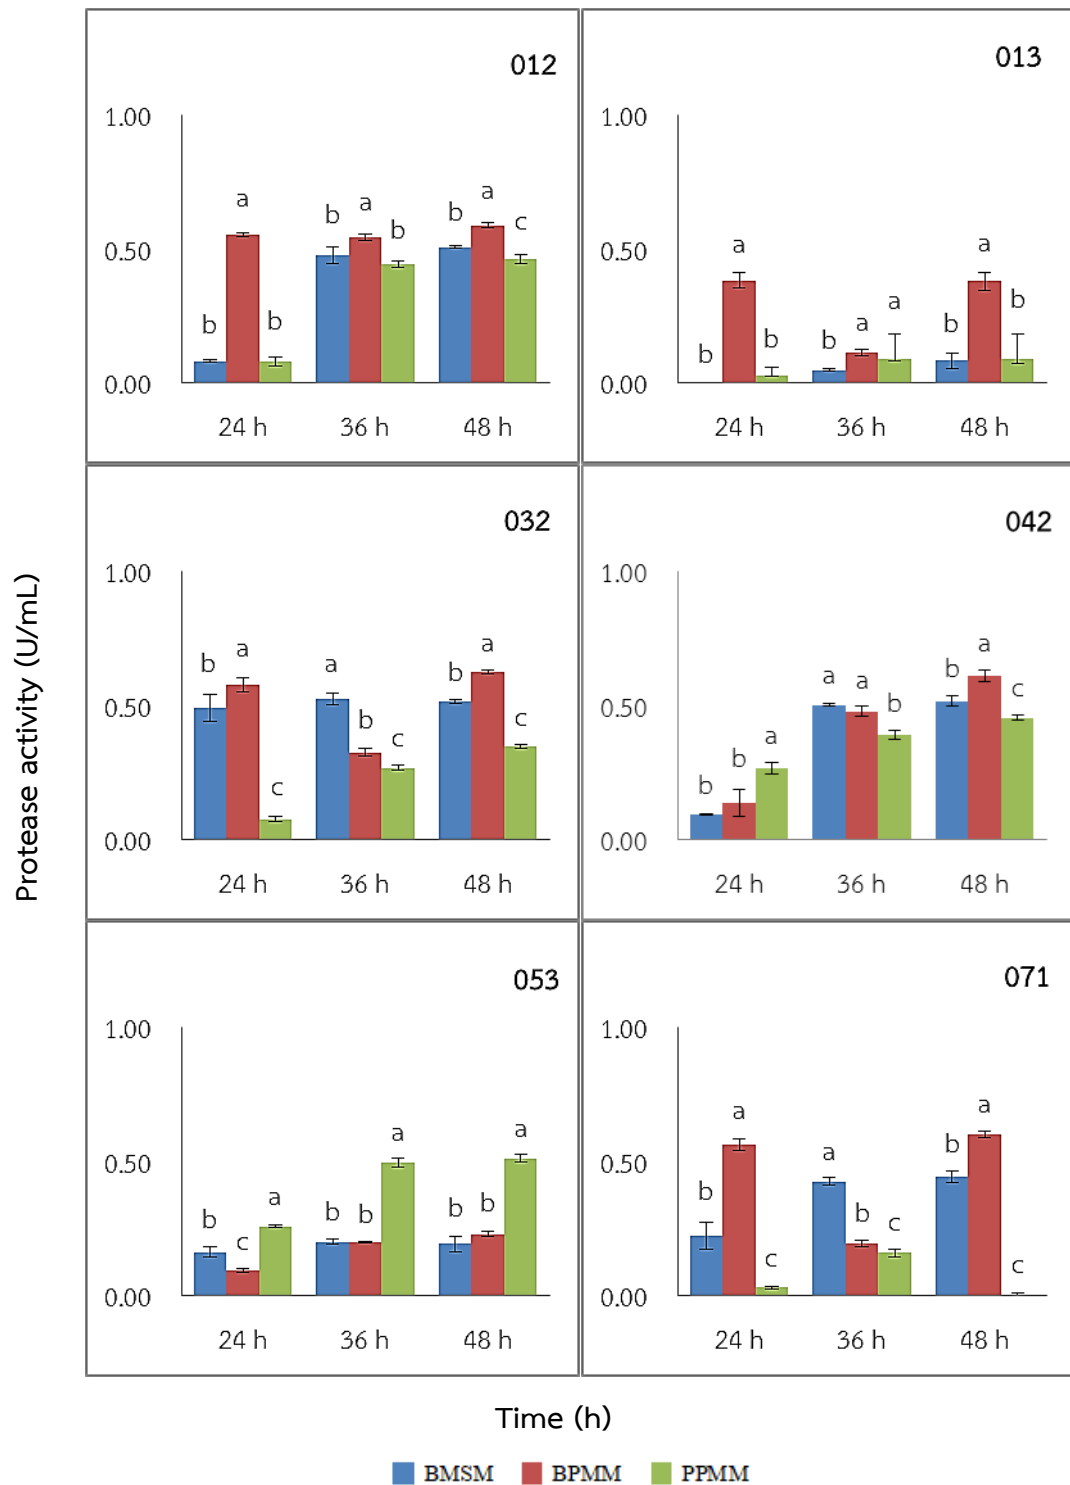 012
1.00
0.50
0.00
b a b
b a b
b a c
24 h 36 h 48 h
013
1.00
0.50
0.00
b a b
b a a
b a b
24 h 36 h 48 h
032
1.00
0.50
0.00
b a c
a b c
b a c
24 h 36 h 48 h
042
1.00
0.50
0.00
b b a
a a b
b a c
24 h 36 h 48 h
053
1.00
0.50
0.00
b c a
b b a
b b a
24 h 36 h 48 h
071
1.00
0.50
0.00
b a c
a b c
b a c
24 h 36 h 48 h
Protease activity (U/mL)
Time (h)
BMSM BPMM PPMM